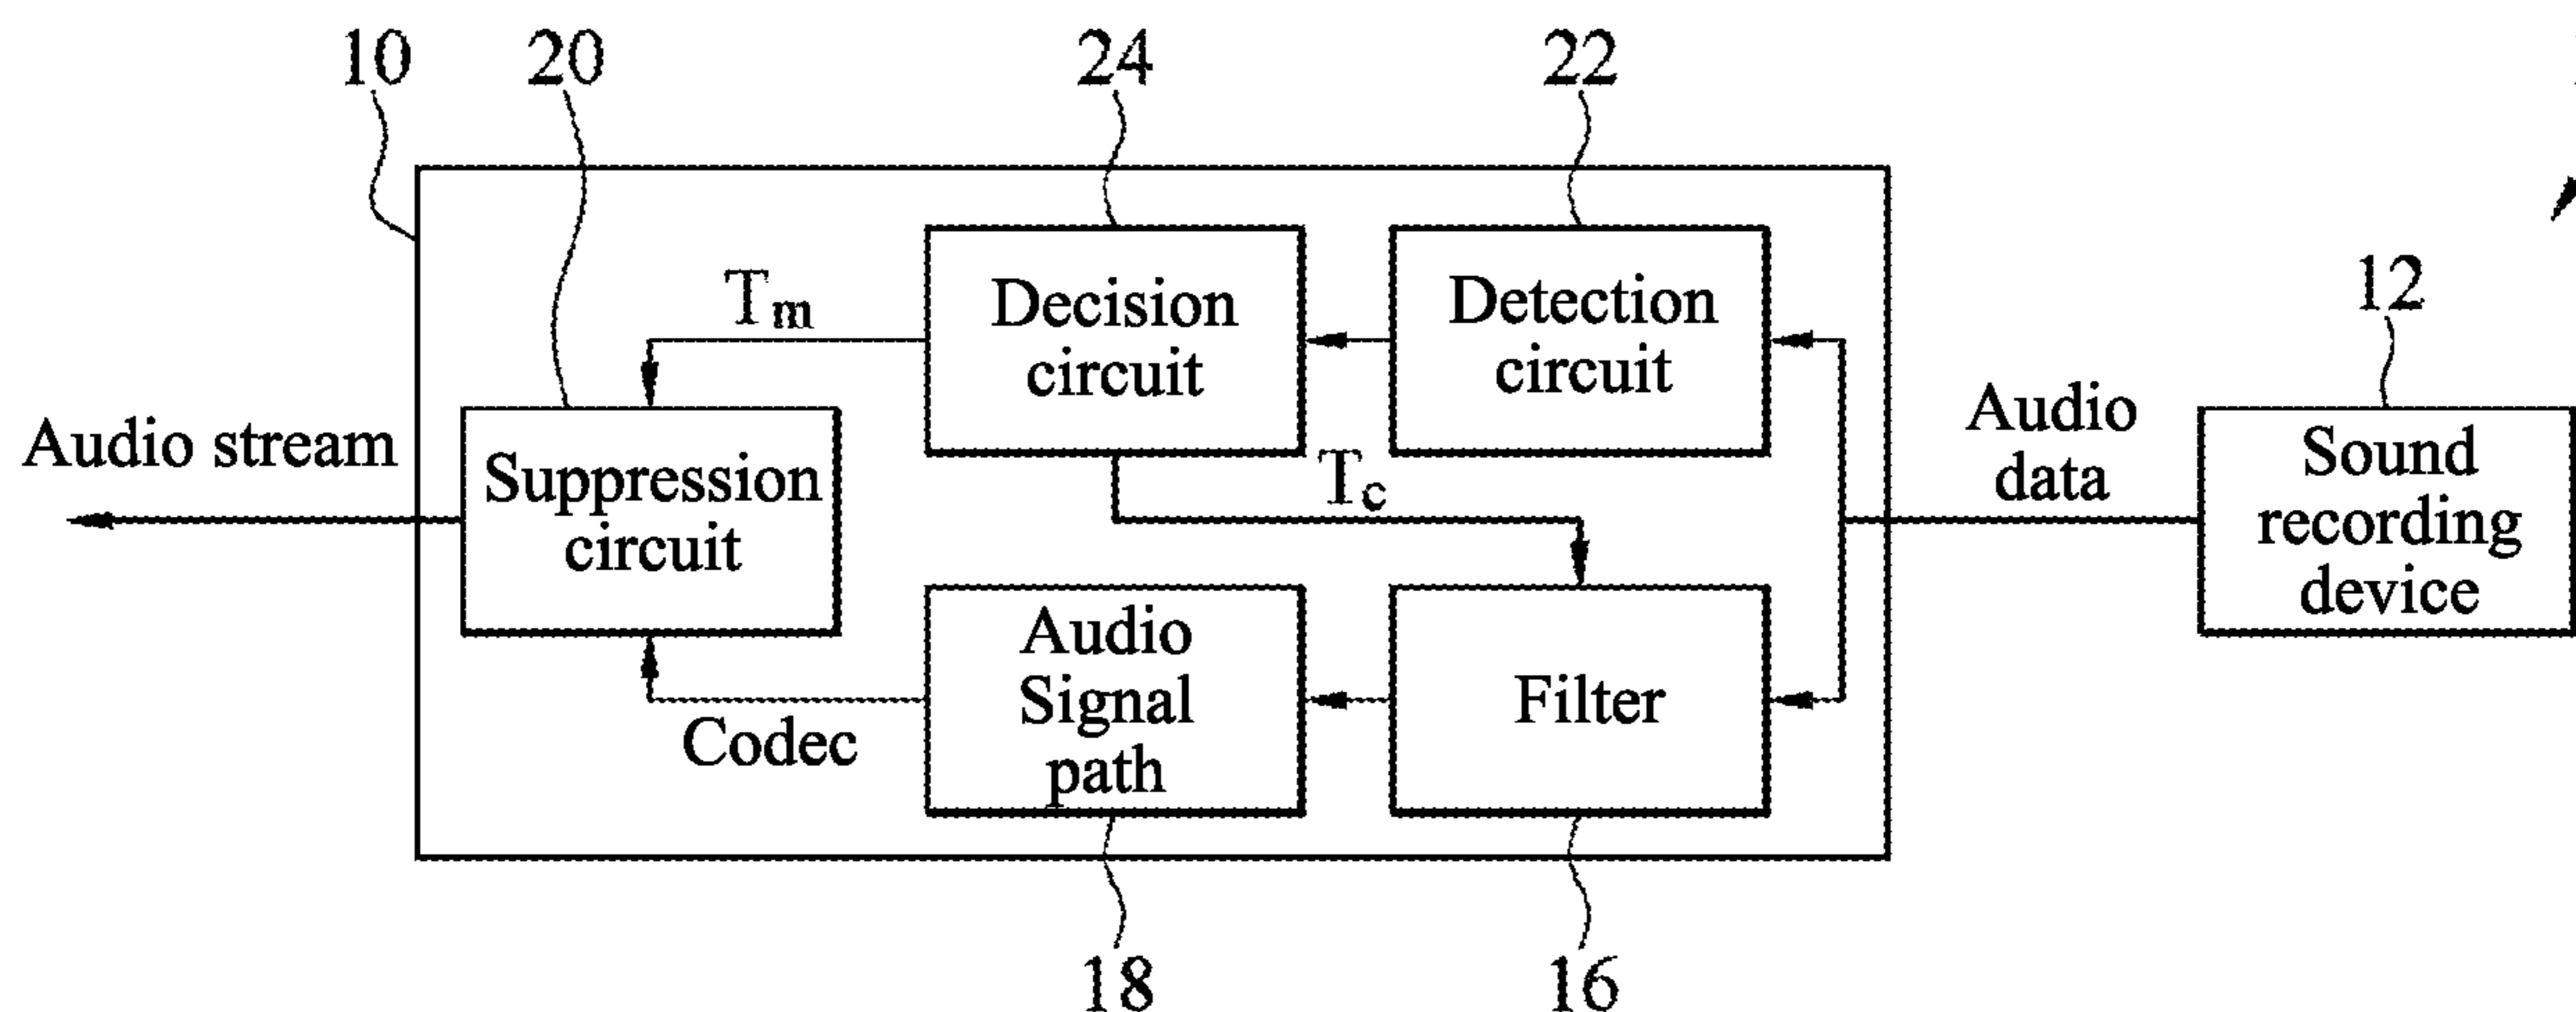 10
20
24
22
12
Decision
circuit
Detection
circuit
Tm
Audio stream
Suppression
circuit
Tc
Audio
data
Sound
recording
device
Audio
Signal
path
Filter
Codec
18
16